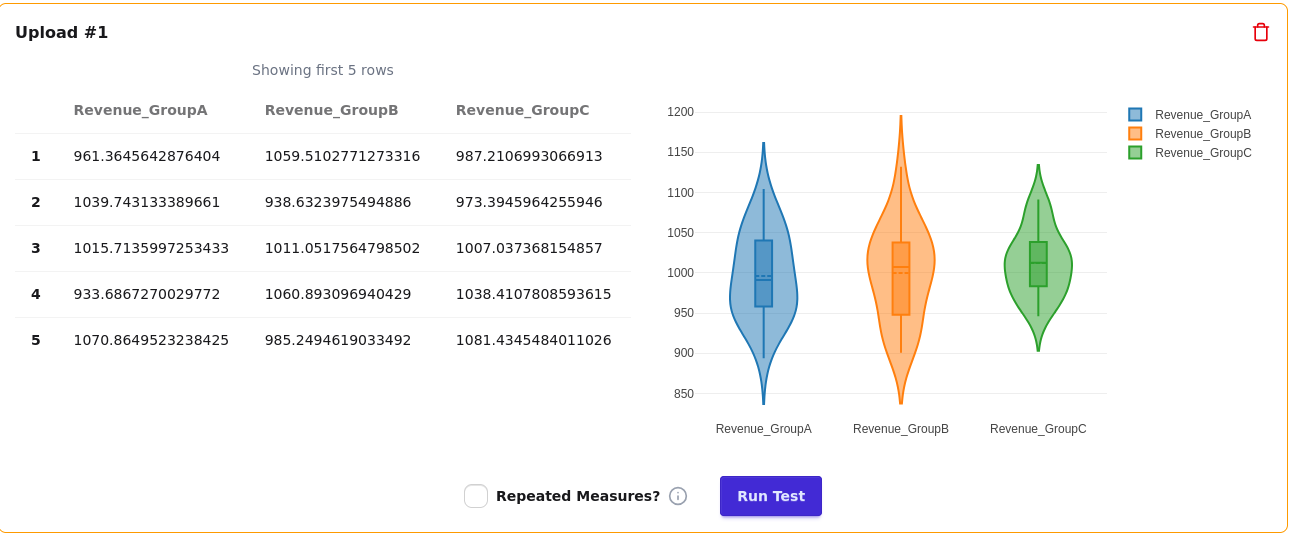 Upload #1
Showing first 5 rows
Revenue_GroupA Revenue_GroupB Revenue_GroupC
1 961.3645642876404 1059.5102771273316 987.2106993066913
2 1039.743133389661 938.6323975494886 973.3945964255946
3 1015.7135997253433 1011.0517564798502 1007.037368154857
4 933.6867270029772 1060.893096940429 1038.4107808593615
5 1070.8649523238425 985.2494619033492 1081.4345484011026
1200
1150
1100
1050
1000
950
900
850
Revenue_GroupA Revenue_GroupB Revenue_GroupC
Revenue_GroupA
Revenue_GroupB
Revenue_GroupC
Repeated Measures? Run Test